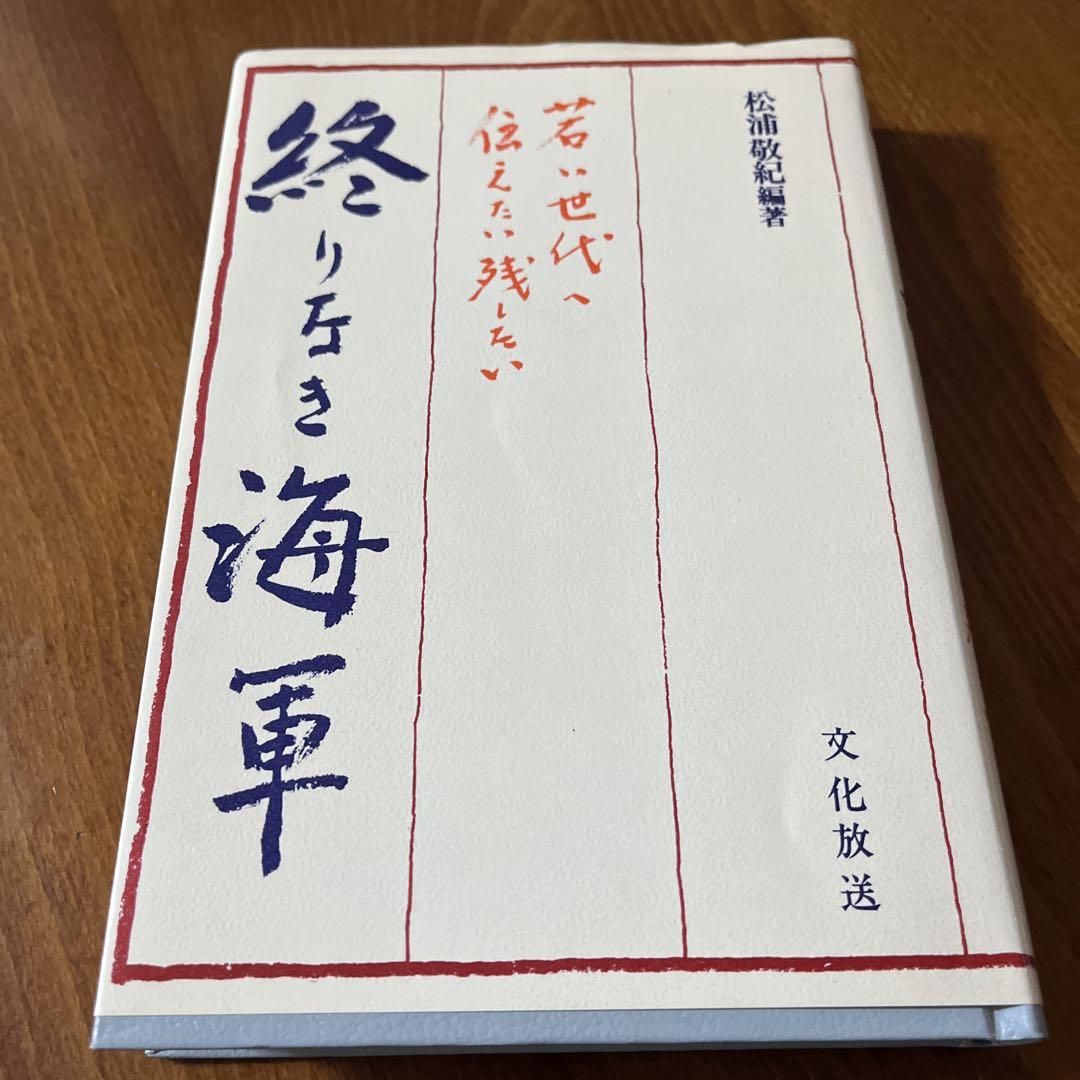 松浦敬紀編著
若い世代へ
伝えたい残したい
終り なき海軍
文化放送